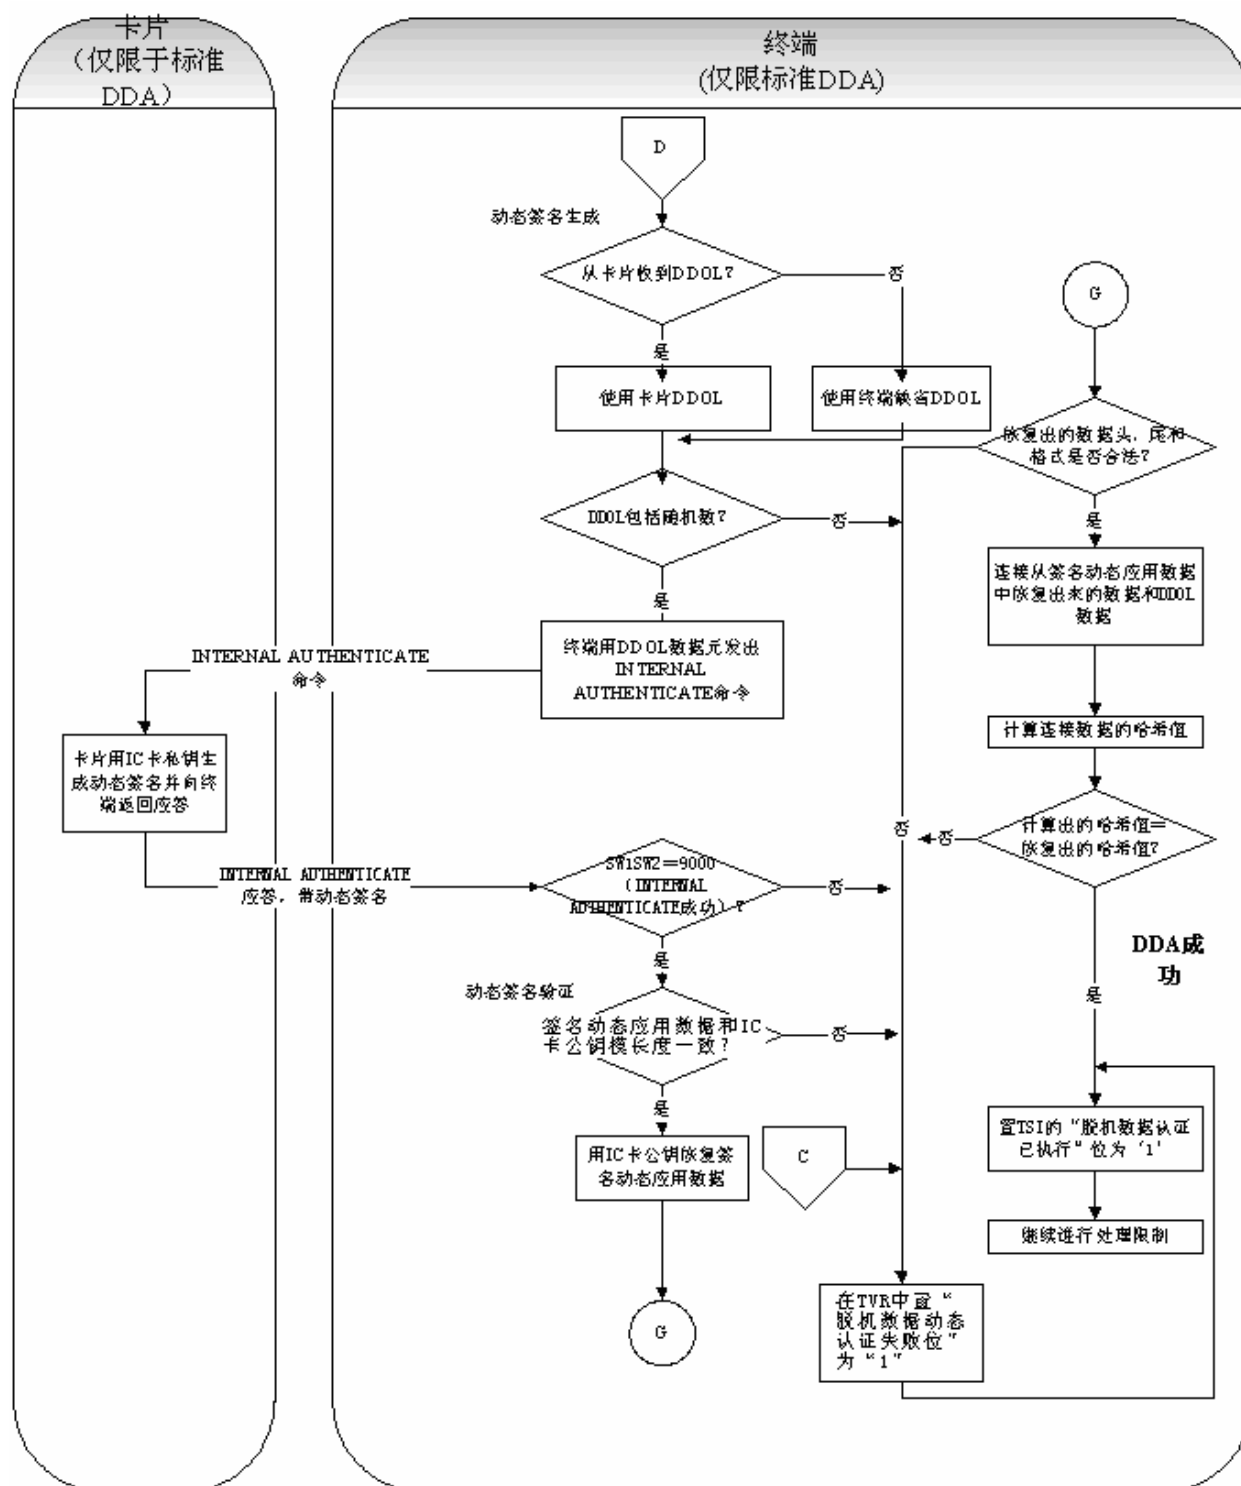 卡片
（仅限于标准
DDA）
终端
(仅限标准DDA)
D
动态签名生成
从卡片收到DDOL?
否
是
使用卡片DDOL
使用终端缺省DDOL
DDOL包括随机数?
否
是
终端用DDOL数据元发出
INTERNAL
AUTHENTICATE命令
INTERNAL AUTHENTICATE
命令
卡片用IC卡私钥生
成动态签名并向终
端返回应答
INTERNAL AUTHENTICATE
应答，带动态签名
SW1SW2==9000
（INTERNAL
AUTHENTICATE成功）?
否
是
动态签名验证
签名动态应用数据和IC
卡公钥模长度一致?
否
是
用IC卡公钥恢复签
名动态应用数据
G
C
G
恢复出的数据头，尾和
格式是否合法?
否
是
连接从签名动态应用数据
中恢复出来的数据和DDOL
数据
计算连接数据的哈希值
计算出的哈希值==
恢复出的哈希值?
否
DDA成
功
是
置TSI的“脱机数据认证
已执行”位为‘1’
继续进行处理限制
在TVR中置“
脱机数据动态
认证失败位”
为“1”